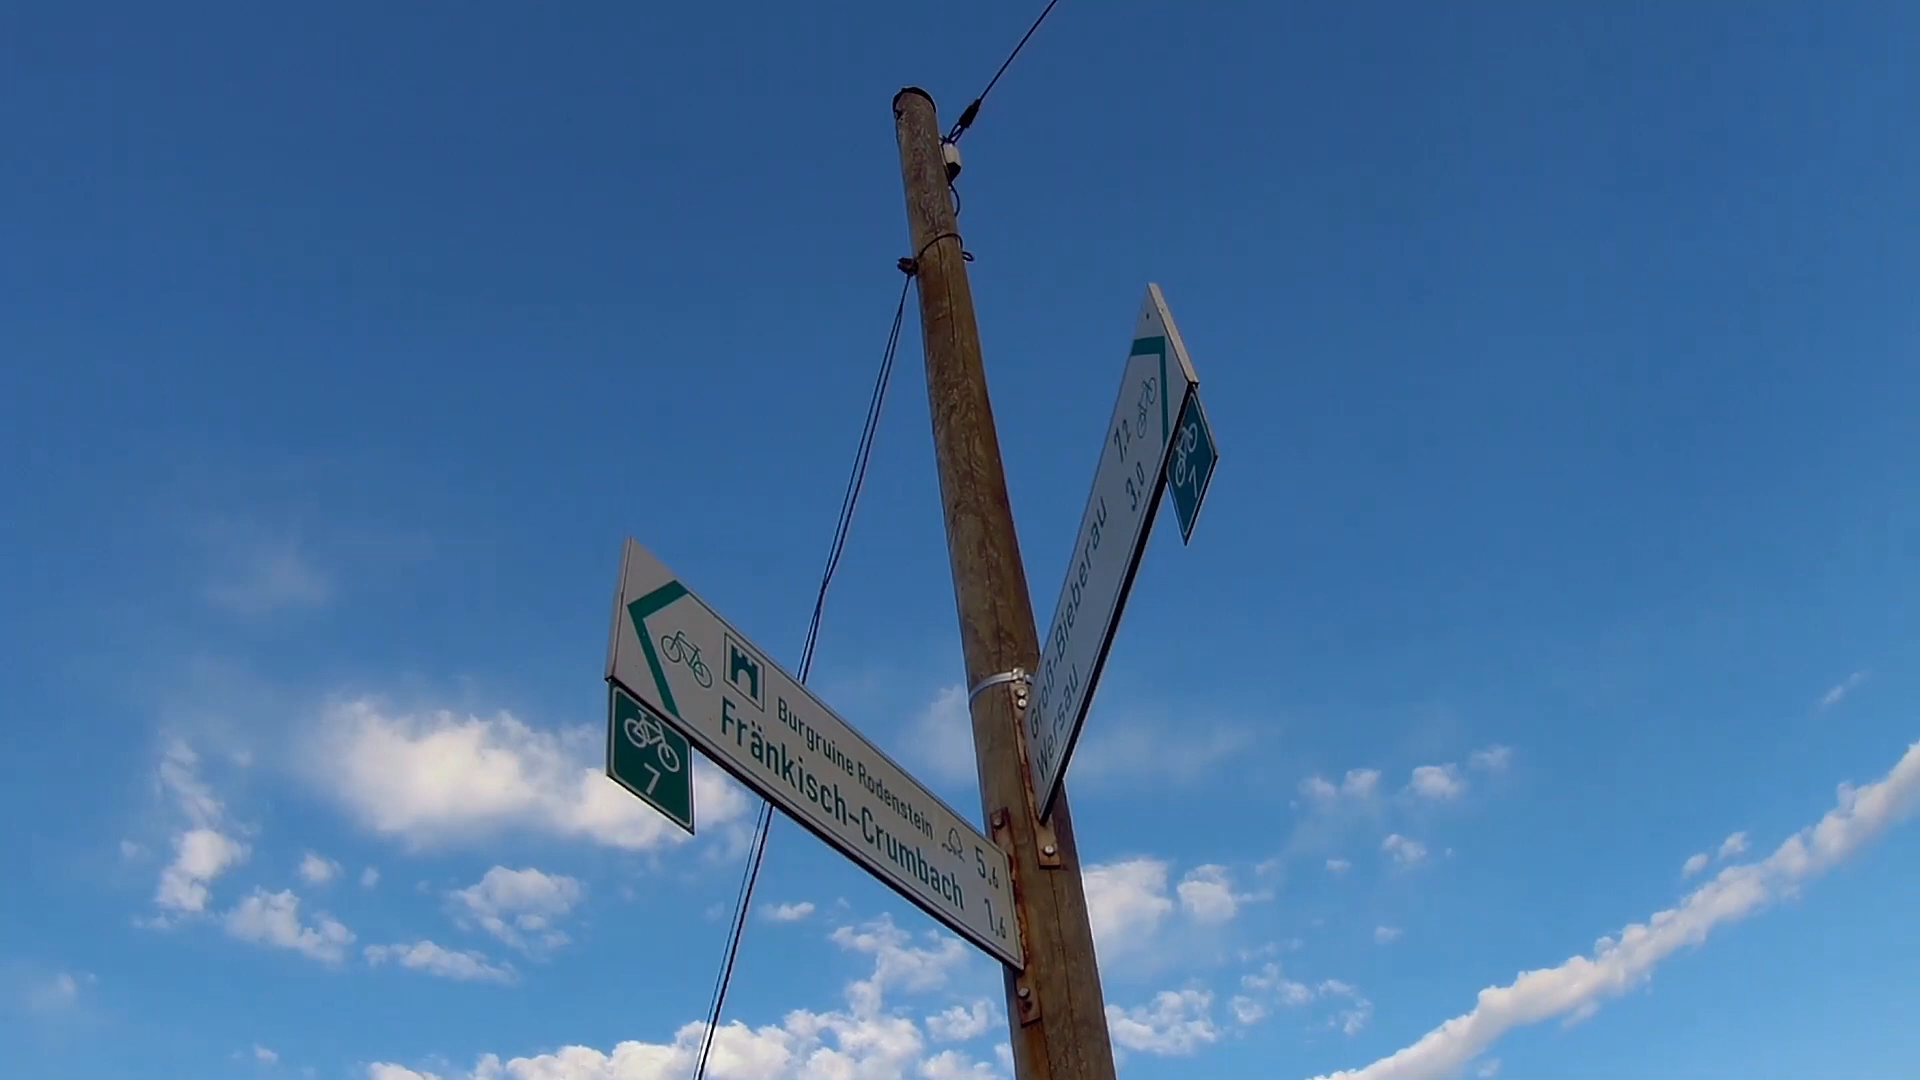 Burgruine Rodenstein 5,6
Fränkisch-Crumbach 1,6
7
Groß-Bieberau 7,2
Wersau 3,0
7